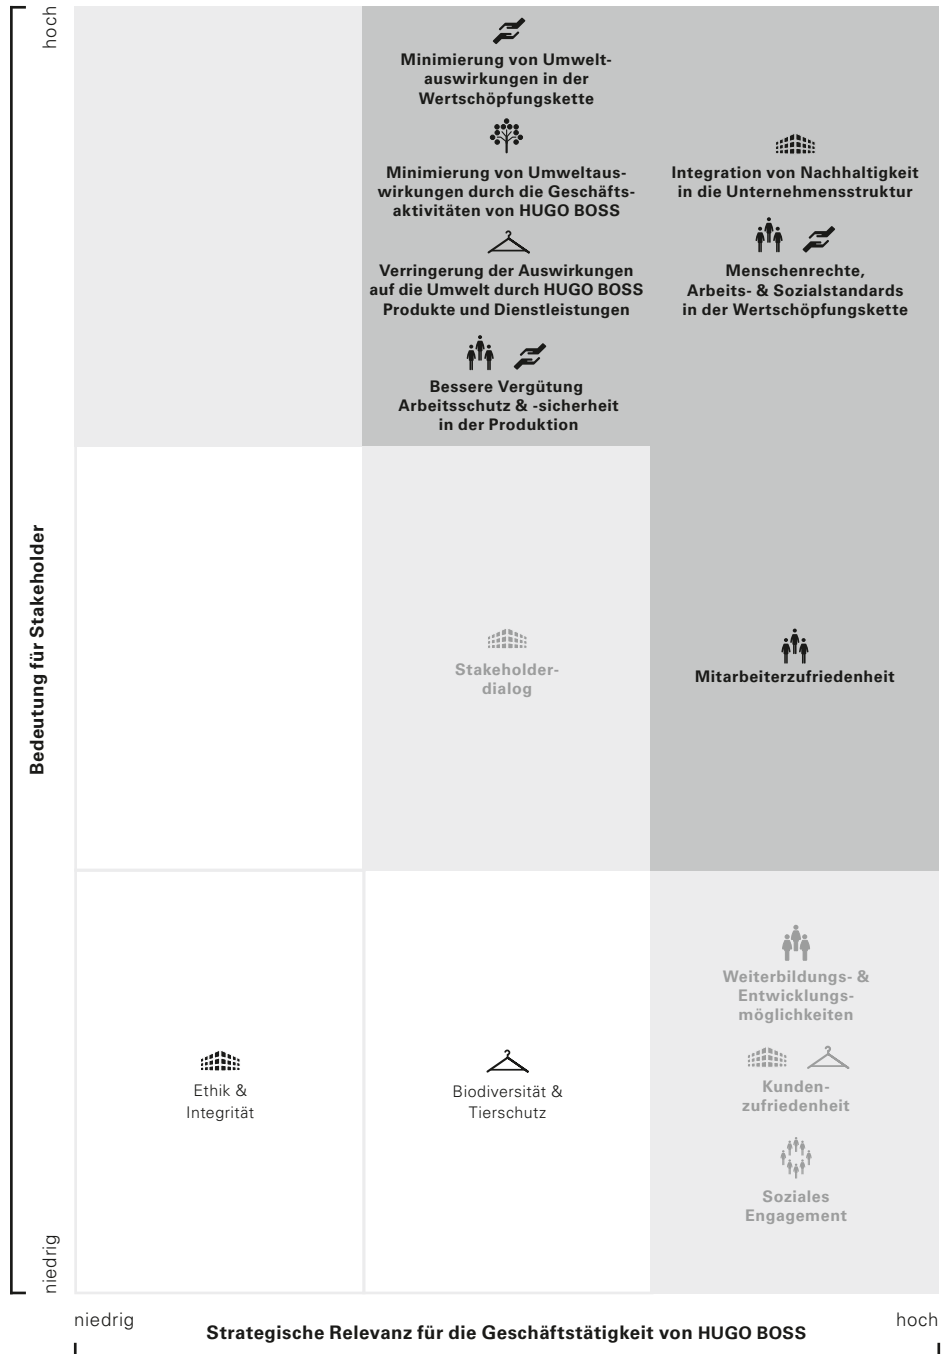 hoch
Bedeutung für Stakeholder
niedrig
Minimierung von Umwelt-
auswirkungen in der
Wertschöpfungskette
Minimierung von Umweltaus-
wirkungen durch die Geschäfts-
aktivitäten von HUGO BOSS
Verringerung der Auswirkungen
auf die Umwelt durch HUGO BOSS
Produkte und Dienstleistungen
Bessere Vergütung
Arbeitsschutz & -sicherheit
in der Produktion
Integration von Nachhaltigkeit
in die Unternehmensstruktur
Menschenrechte,
Arbeits- & Sozialstandards
in der Wertschöpfungskette
Stakeholder-
dialog
Mitarbeiterzufriedenheit
Ethik &
Integrität
Biodiversität &
Tierschutz
Weiterbildungs- &
Entwicklungs-
möglichkeiten
Kunden-
zufriedenheit
Soziales
Engagement
niedrig
Strategische Relevanz für die Geschäftstätigkeit von HUGO BOSS
hoch